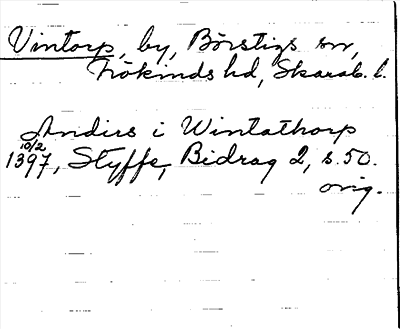 Vintorp, by, Börstigs sn,
Frökinds hd, Skarab. l.
Anders i Wintathorp
10/2
1397, Styffe, Bidrag 2, s. 50.
orig.